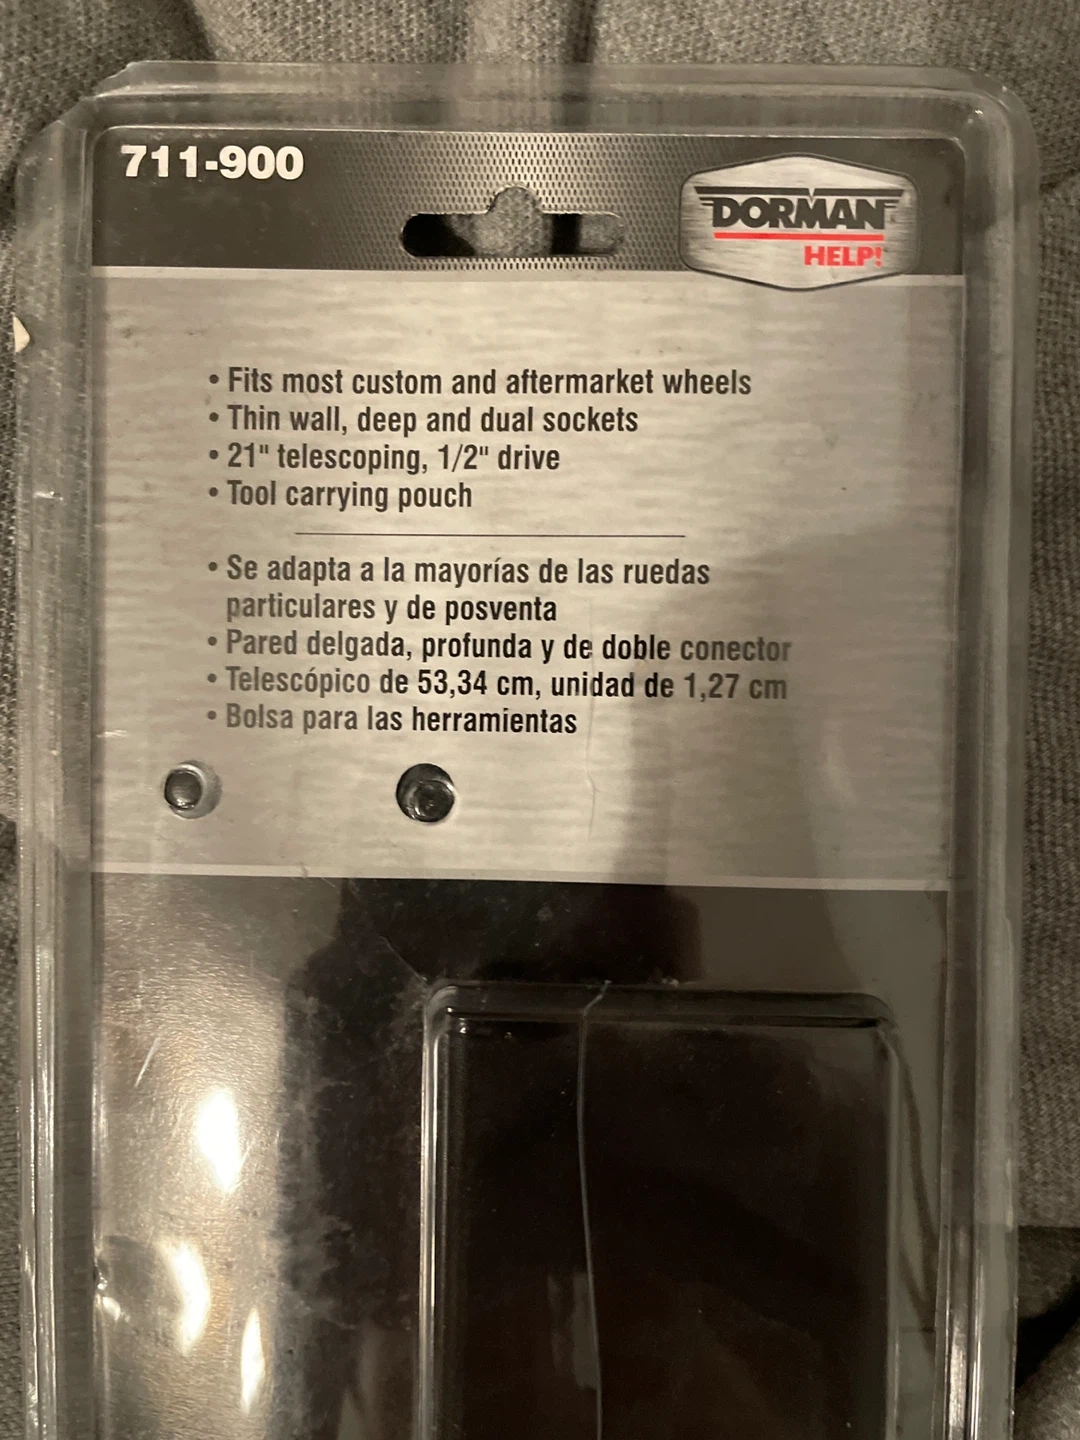 711-900
DORMAN
HELP!
• Fits most custom and aftermarket wheels
• Thin wall, deep and dual sockets
• 21" telescoping, 1/2" drive
• Tool carrying pouch
• Se adapta a la mayorías de las ruedas
particulares y de posventa
• Pared delgada, profunda y de doble conector
• Telescópico de 53,34 cm, unidad de 1,27 cm
• Bolsa para las herramientas